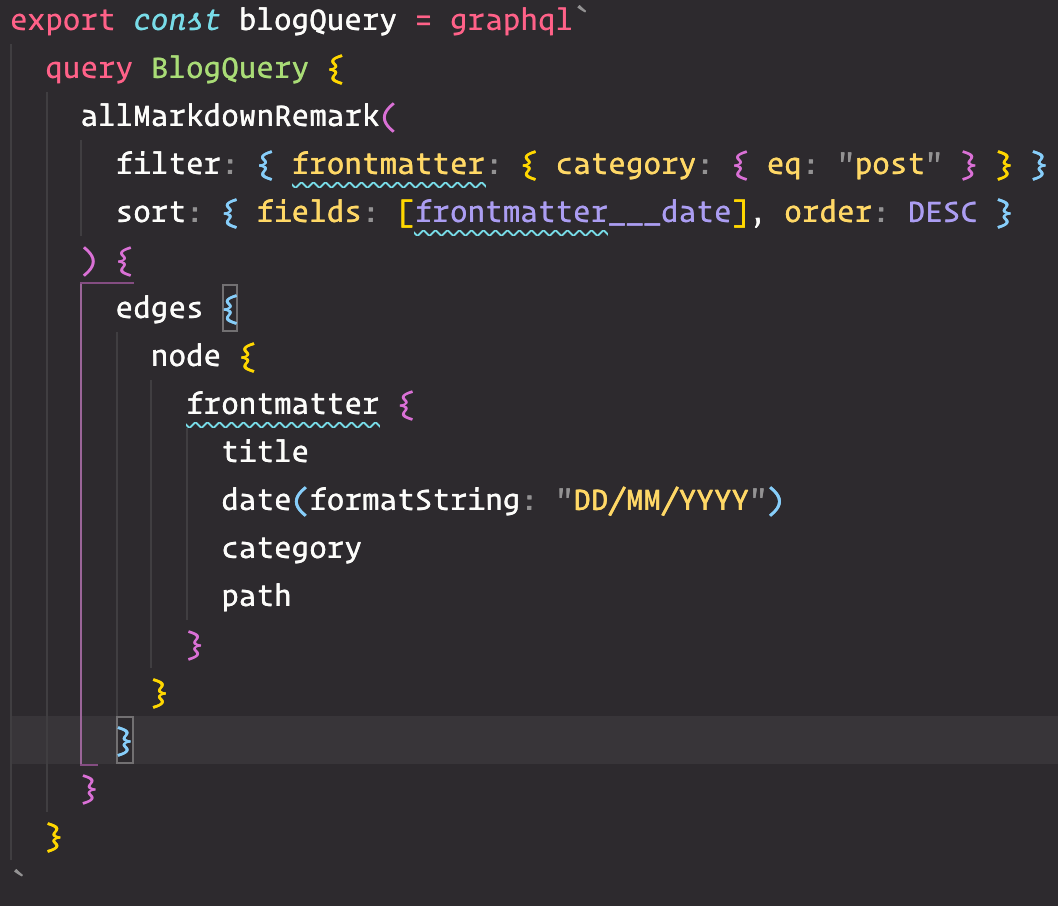 export const blogQuery = graphql`
  query BlogQuery {
    allMarkdownRemark(
      filter: { frontmatter: { category: { eq: "post" } } }
      sort: { fields: [frontmatter___date], order: DESC }
    ) {
      edges {
        node {
          frontmatter {
            title
            date(formatString: "DD/MM/YYYY")
            category
            path
          }
        }
      }
    }
  }
`